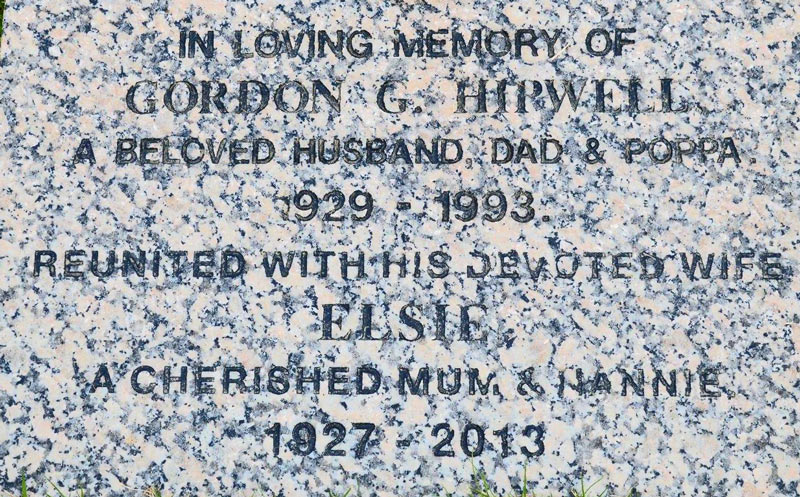 IN LOVING MEMORY OF
GORDON G. HIPWELL
A BELOVED HUSBAND, DAD & POPPA
1929 - 1993.
REUNITED WITH HIS DEVOTED WIFE
ELSIE
A CHERISHED MUM & NANNIE.
1927 - 2013